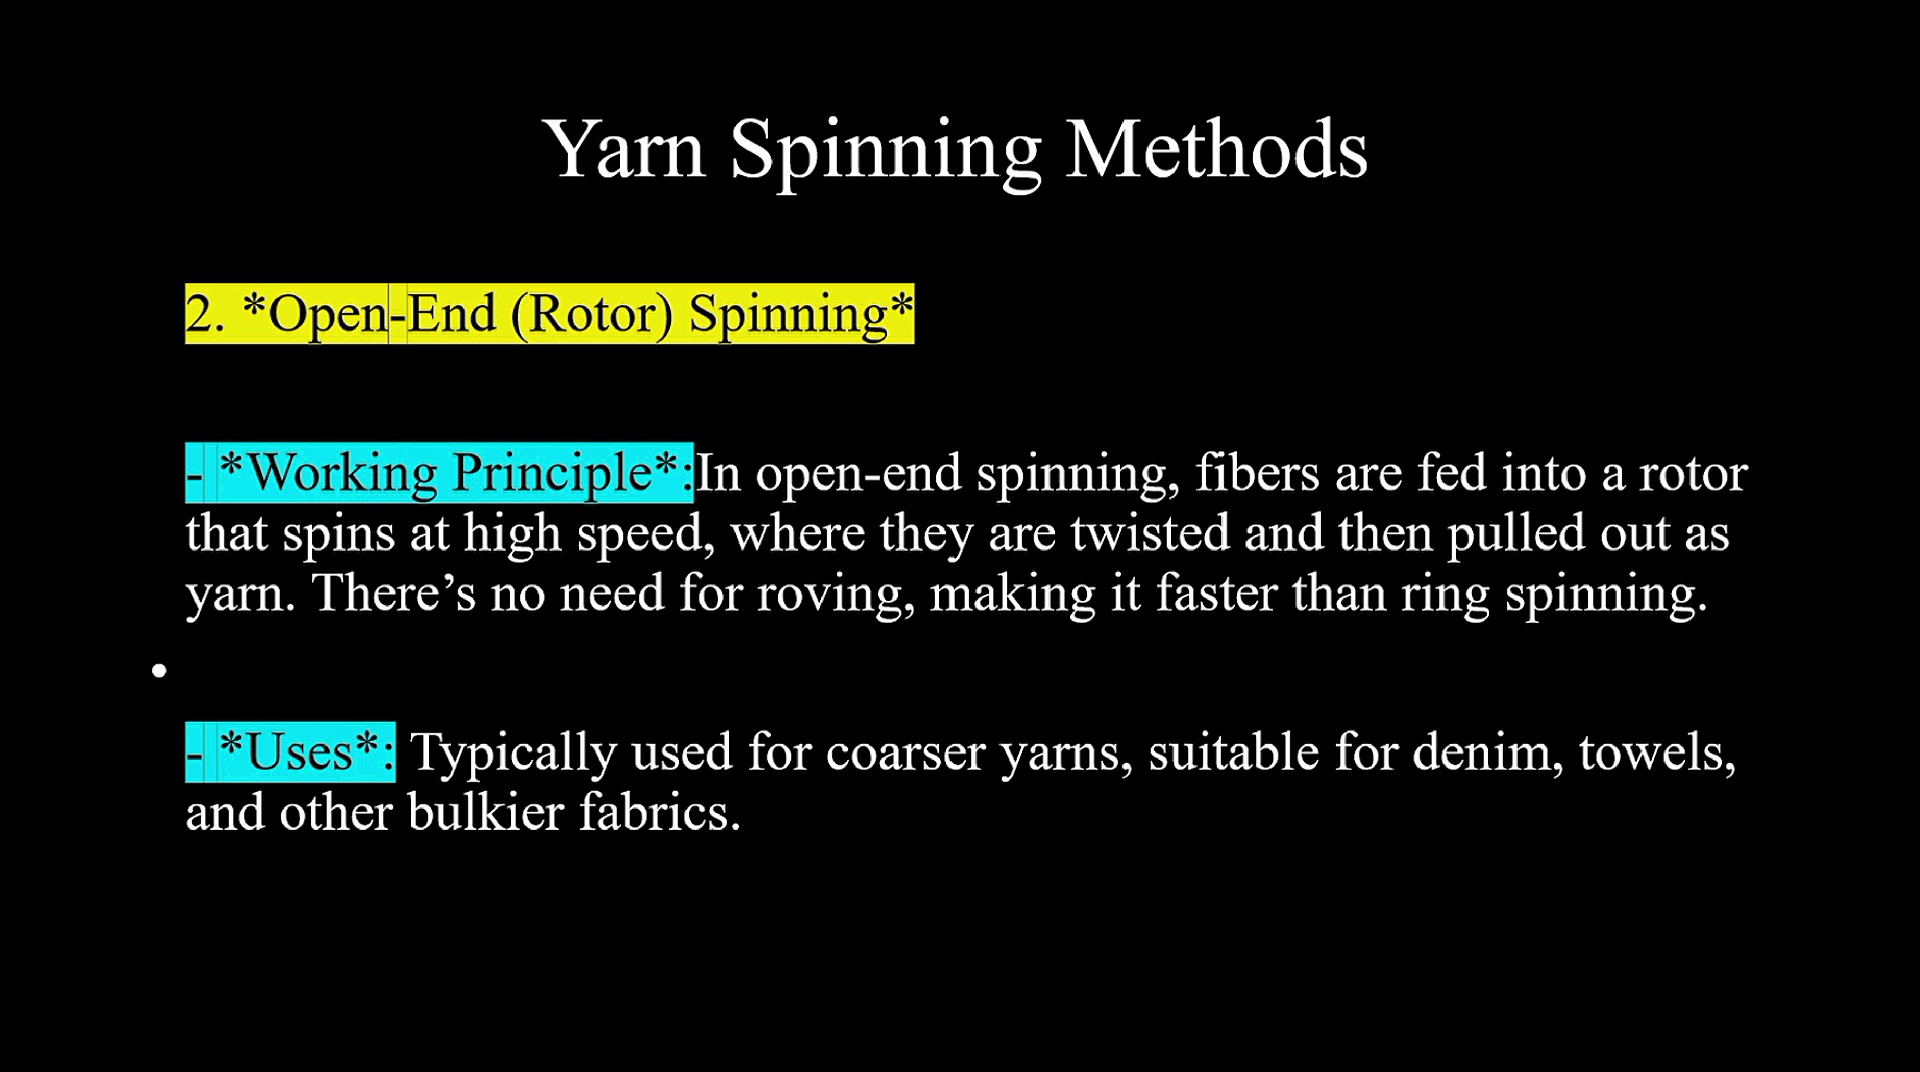 Yarn Spinning Methods
2. *Open-End (Rotor) Spinning*
- *Working Principle*:In open-end spinning, fibers are fed into a rotor
that spins at high speed, where they are twisted and then pulled out as
yarn. There’s no need for roving, making it faster than ring spinning.
•
- *Uses*: Typically used for coarser yarns, suitable for denim, towels,
and other bulkier fabrics.